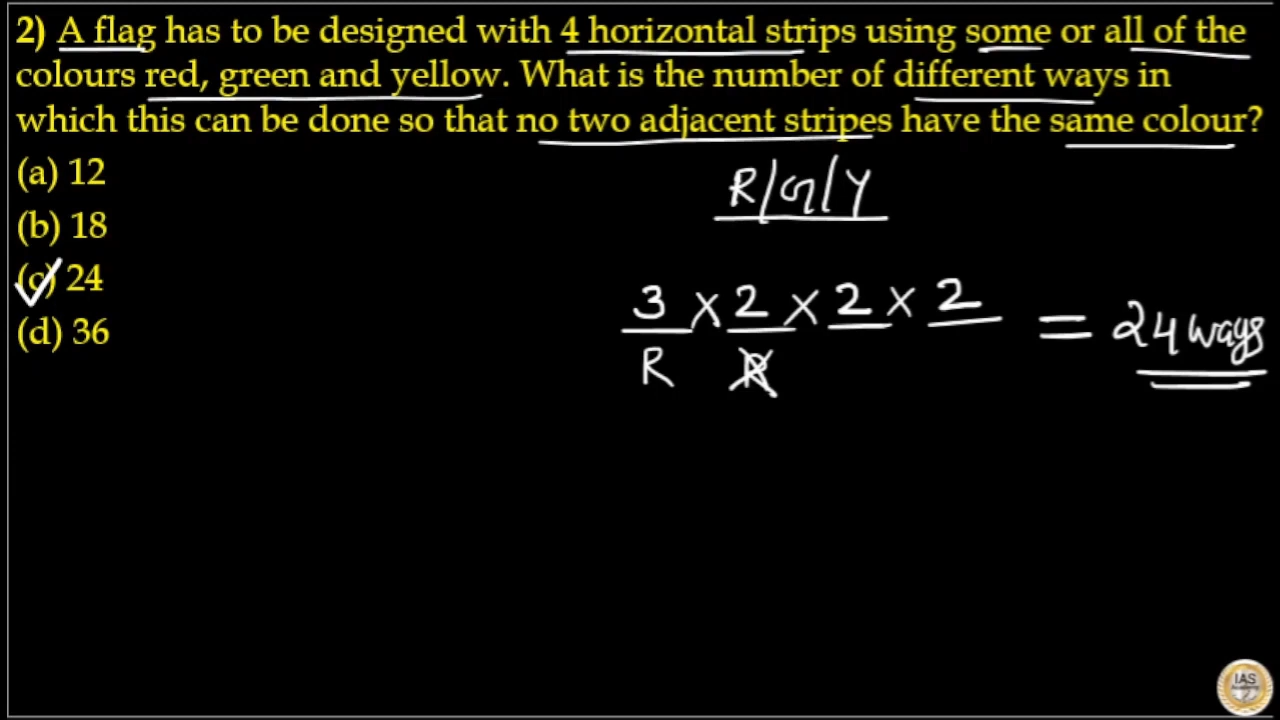 2) A flag has to be designed with 4 horizontal strips using some or all of the
colours red, green and yellow. What is the number of different ways in
which this can be done so that no two adjacent stripes have the same colour?
(a) 12
R/G/Y
(b) 18
(c) 24
3 × 2 × 2 × 2 = 24 ways
(d) 36
R R
IAS
Academy